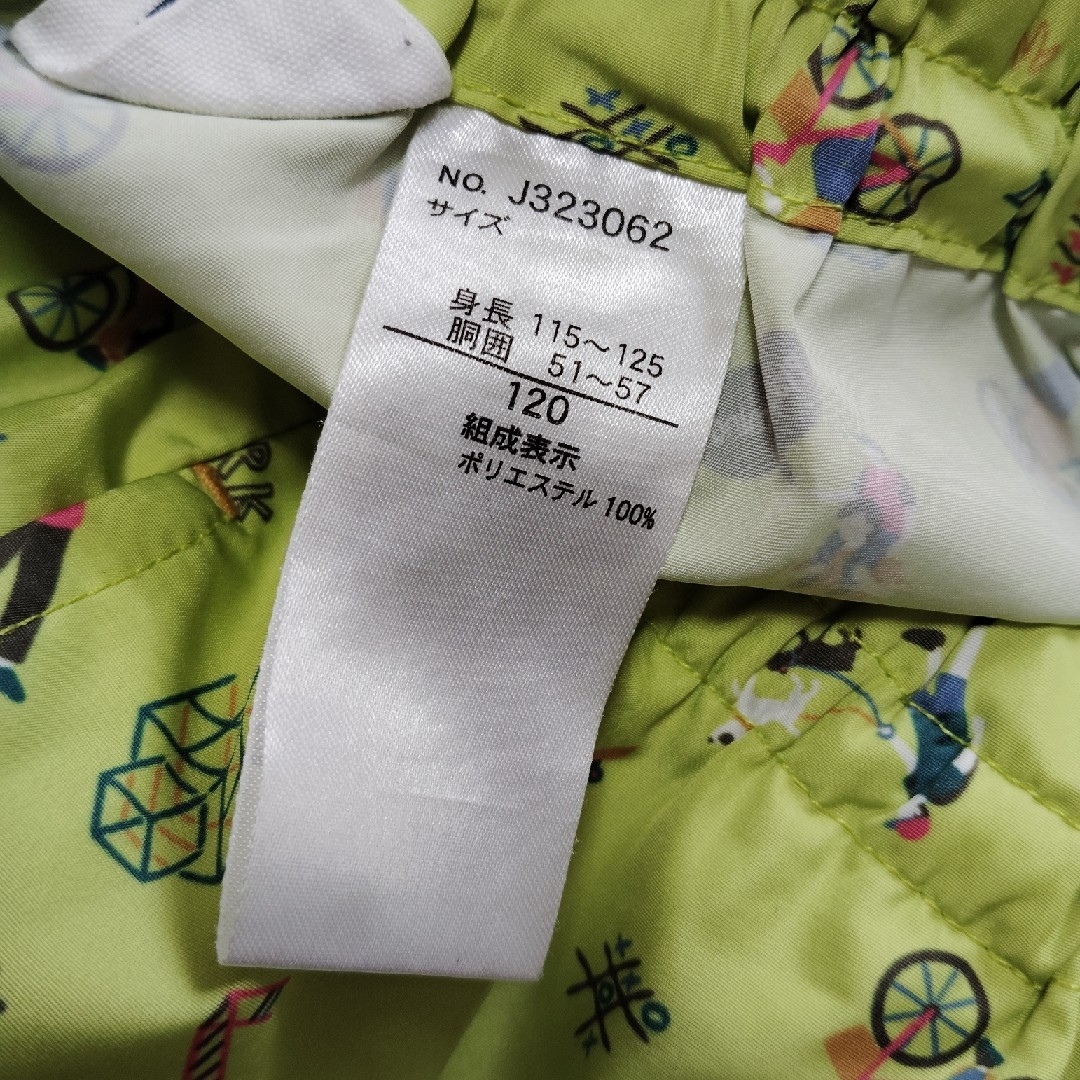 NO. J323062
サイズ
身長 115～125
胴囲 51～57
120
組成表示
ポリエステル 100%